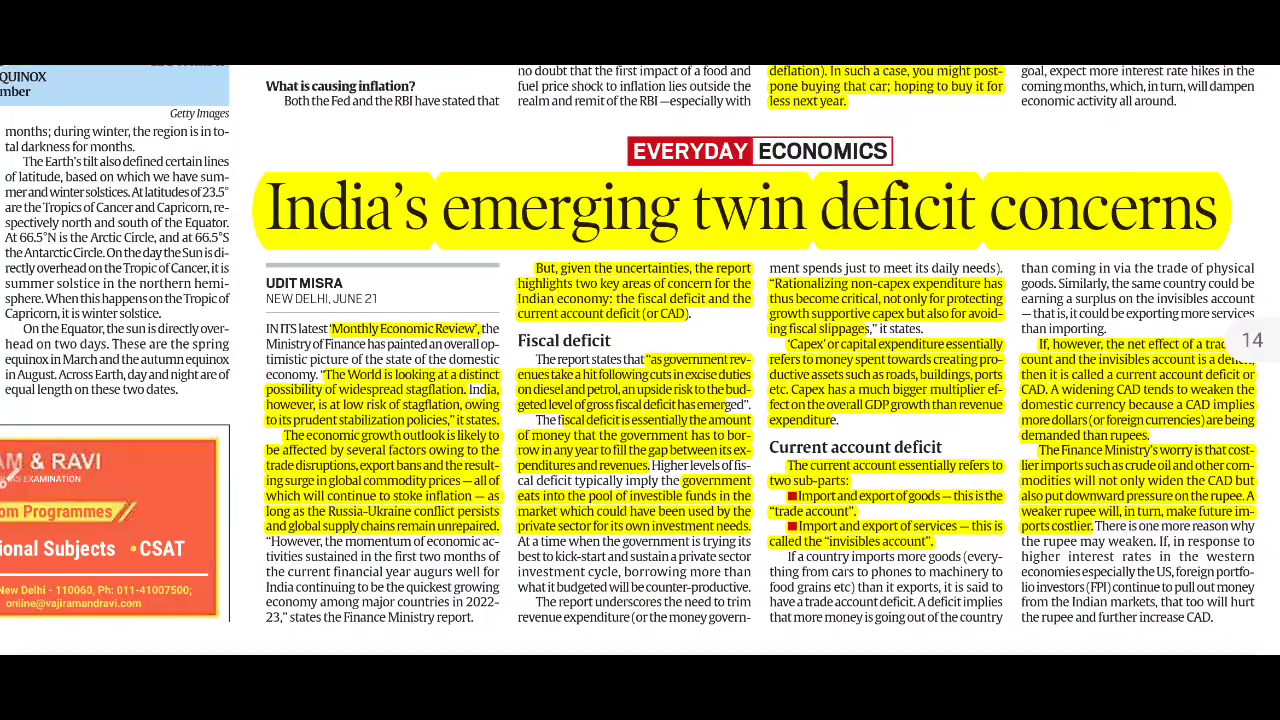 QUINOX
mber
Getty Images
months; during winter, the region is in to-
tal darkness for months.
The Earth's tilt also defined certain lines
of latitude, based on which we have sum-
mer and winter solstices. At latitudes of 23.5°
are the Tropics of Cancer and Capricorn, re-
spectively north and south of the Equator.
At 66.5°N is the Arctic Circle, and at 66.5°S
the Antarctic Circle. On the day the Sun is di-
rectly overhead on the Tropic of Cancer, it is
summer solstice in the northern hemi-
sphere. When this happens on the Tropic of
Capricorn, it is winter solstice.
On the Equator, the sun is directly over-
head on two days. These are the spring
equinox in March and the autumn equinox
in August. Across Earth, day and night are of
equal length on these two dates.
AM & RAVI
AS EXAMINATION
om Programmes
ional Subjects • CSAT
New Delhi - 110060, Ph: 011-41007500;
online@vajiramandravi.com
What is causing inflation?
Both the Fed and the RBI have stated that
no doubt that the first impact of a food and
fuel price shock to inflation lies outside the
realm and remit of the RBI — especially with
deflation). In such a case, you might post-
pone buying that car; hoping to buy it for
less next year.
goal, expect more interest rate hikes in the
coming months, which, in turn, will dampen
economic activity all around.
EVERYDAY ECONOMICS
India's emerging twin deficit concerns
UDIT MISRA
NEW DELHI, JUNE 21
IN ITS latest 'Monthly Economic Review', the
Ministry of Finance has painted an overall op-
timistic picture of the state of the domestic
economy. "The World is looking at a distinct
possibility of widespread stagflation. India,
however, is at low risk of stagflation, owing
to its prudent stabilization policies," it states.
The economic growth outlook is likely to
be affected by several factors owing to the
trade disruptions, export bans and the result-
ing surge in global commodity prices — all of
which will continue to stoke inflation — as
long as the Russia-Ukraine conflict persists
and global supply chains remain unrepaired.
"However, the momentum of economic ac-
tivities sustained in the first two months of
the current financial year augurs well for
India continuing to be the quickest growing
economy among major countries in 2022-
23," states the Finance Ministry report.
But, given the uncertainties, the report
highlights two key areas of concern for the
Indian economy: the fiscal deficit and the
current account deficit (or CAD).
Fiscal deficit
The report states that "as government rev-
enues take a hit following cuts in excise duties
on diesel and petrol, an upside risk to the bud-
geted level of gross fiscal deficit has emerged".
The fiscal deficit is essentially the amount
of money that the government has to bor-
row in any year to fill the gap between its ex-
penditures and revenues. Higher levels of fis-
cal deficit typically imply the government
eats into the pool of investible funds in the
market which could have been used by the
private sector for its own investment needs.
At a time when the government is trying its
best to kick-start and sustain a private sector
investment cycle, borrowing more than
what it budgeted will be counter-productive.
The report underscores the need to trim
revenue expenditure (or the money govern-
ment spends just to meet its daily needs).
"Rationalizing non-capex expenditure has
thus become critical, not only for protecting
growth supportive capex but also for avoid-
ing fiscal slippages," it states.
'Capex' or capital expenditure essentially
refers to money spent towards creating pro-
ductive assets such as roads, buildings, ports
etc. Capex has a much bigger multiplier ef-
fect on the overall GDP growth than revenue
expenditure.
Current account deficit
The current account essentially refers to
two sub-parts:
■ Import and export of goods — this is the
"trade account".
■ Import and export of services — this is
called the "invisibles account".
If a country imports more goods (every-
thing from cars to phones to machinery to
food grains etc) than it exports, it is said to
have a trade account deficit. A deficit implies
that more money is going out of the country
than coming in via the trade of physical
goods. Similarly, the same country could be
earning a surplus on the invisibles account
— that is, it could be exporting more services
than importing.
If, however, the net effect of a trad
count and the invisibles account is a deficit,
then it is called a current account deficit or
CAD. A widening CAD tends to weaken the
domestic currency because a CAD implies
more dollars (or foreign currencies) are being
demanded than rupees.
The Finance Ministry's worry is that cost-
lier imports such as crude oil and other com-
modities will not only widen the CAD but
also put downward pressure on the rupee. A
weaker rupee will, in turn, make future im-
ports costlier. There is one more reason why
the rupee may weaken. If, in response to
higher interest rates in the western
economies especially the US, foreign portfo-
lio investors (FPI) continue to pull out money
from the Indian markets, that too will hurt
the rupee and further increase CAD.
14